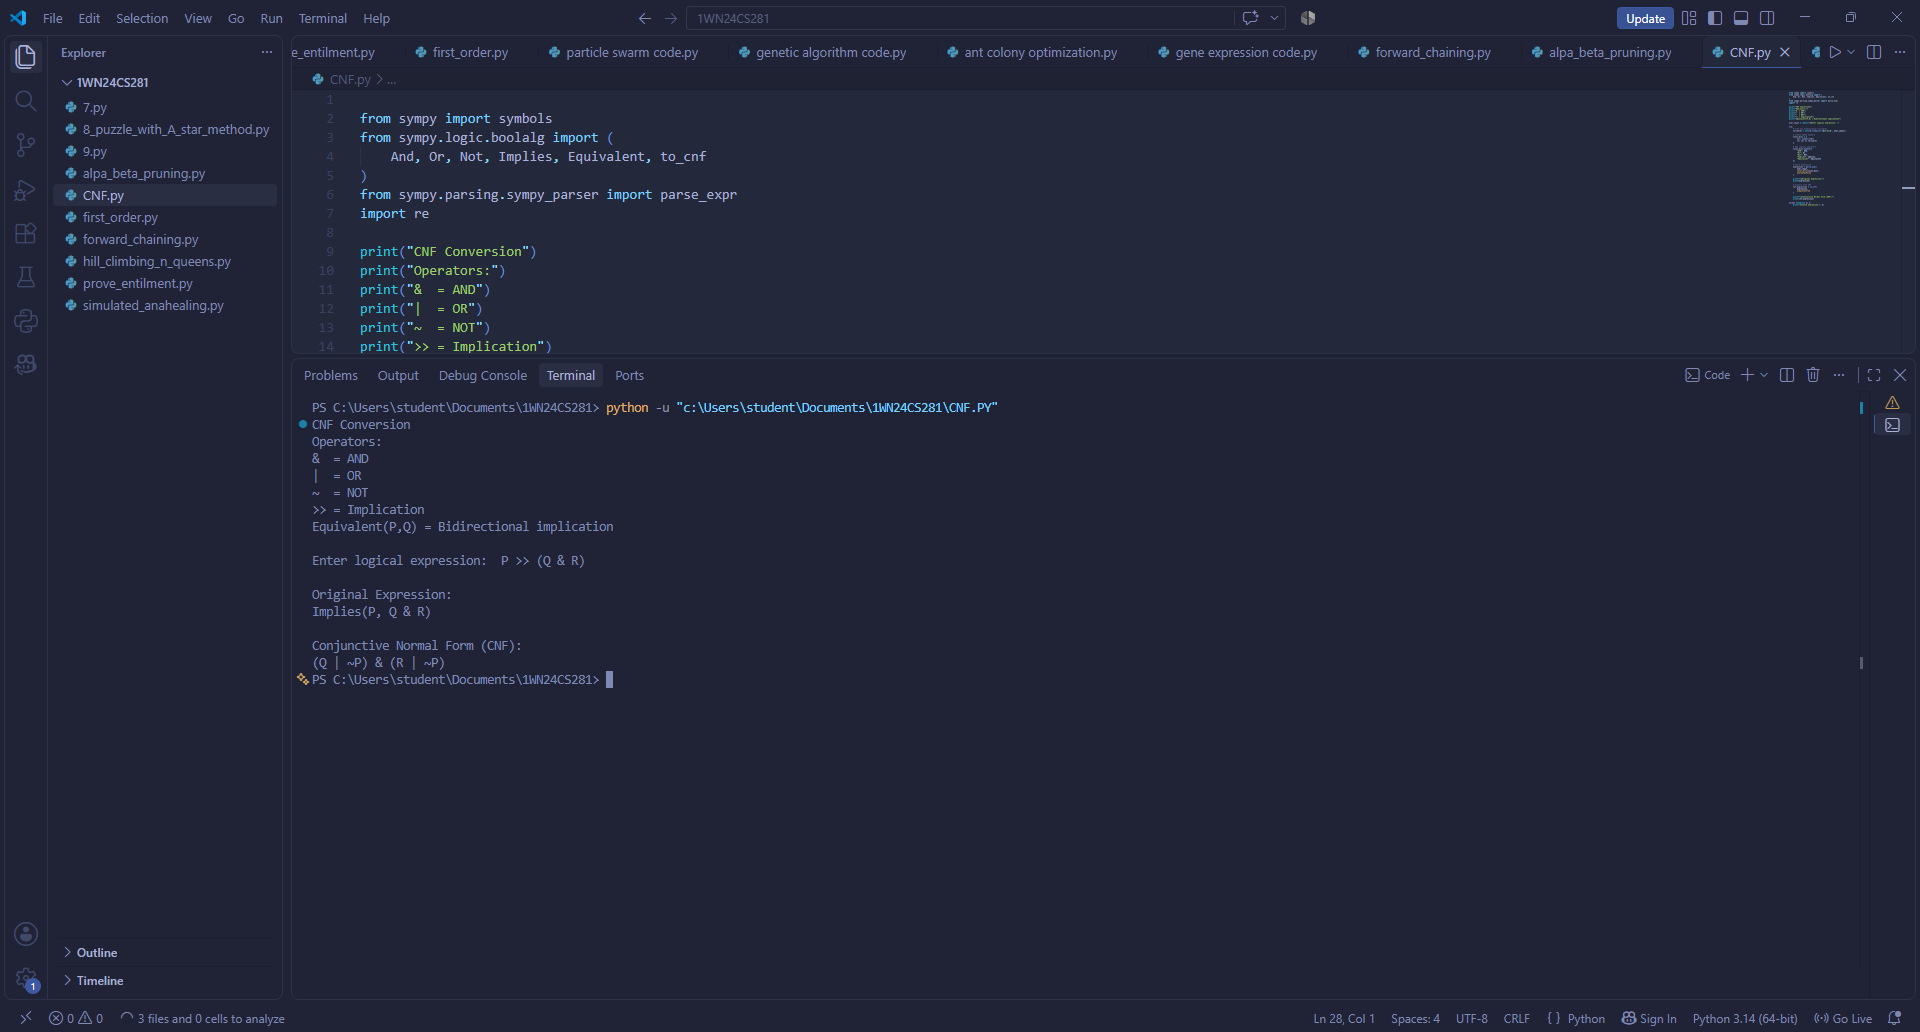 File Edit Selection View Go Run Terminal Help
1WN24CS281
Update
Explorer
1WN24CS281
7.py
8_puzzle_with_A_star_method.py
9.py
alpa_beta_pruning.py
CNF.py
first_order.py
forward_chaining.py
hill_climbing_n_queens.py
prove_entilment.py
simulated_anahealing.py
Outline
Timeline
e_entilment.py first_order.py particle swarm code.py genetic algorithm code.py ant colony optimization.py gene expression code.py forward_chaining.py alpa_beta_pruning.py CNF.py
CNF.py > ...
1
2 from sympy import symbols
3 from sympy.logic.boolalg import (
4 And, Or, Not, Implies, Equivalent, to_cnf
5 )
6 from sympy.parsing.sympy_parser import parse_expr
7 import re
8
9 print("CNF Conversion")
10 print("Operators:")
11 print("&  = AND")
12 print("|  = OR")
13 print("~  = NOT")
14 print(">> = Implication")
Problems Output Debug Console Terminal Ports
Code
PS C:\Users\student\Documents\1WN24CS281> python -u "c:\Users\student\Documents\1WN24CS281\CNF.PY"
CNF Conversion
Operators:
&  = AND
|  = OR
~  = NOT
>> = Implication
Equivalent(P,Q) = Bidirectional implication
Enter logical expression:  P >> (Q & R)
Original Expression:
Implies(P, Q & R)
Conjunctive Normal Form (CNF):
(Q | ~P) & (R | ~P)
PS C:\Users\student\Documents\1WN24CS281>
1
0 0 3 files and 0 cells to analyze
Ln 28, Col 1 Spaces: 4 UTF-8 CRLF { } Python Sign In Python 3.14 (64-bit) Go Live